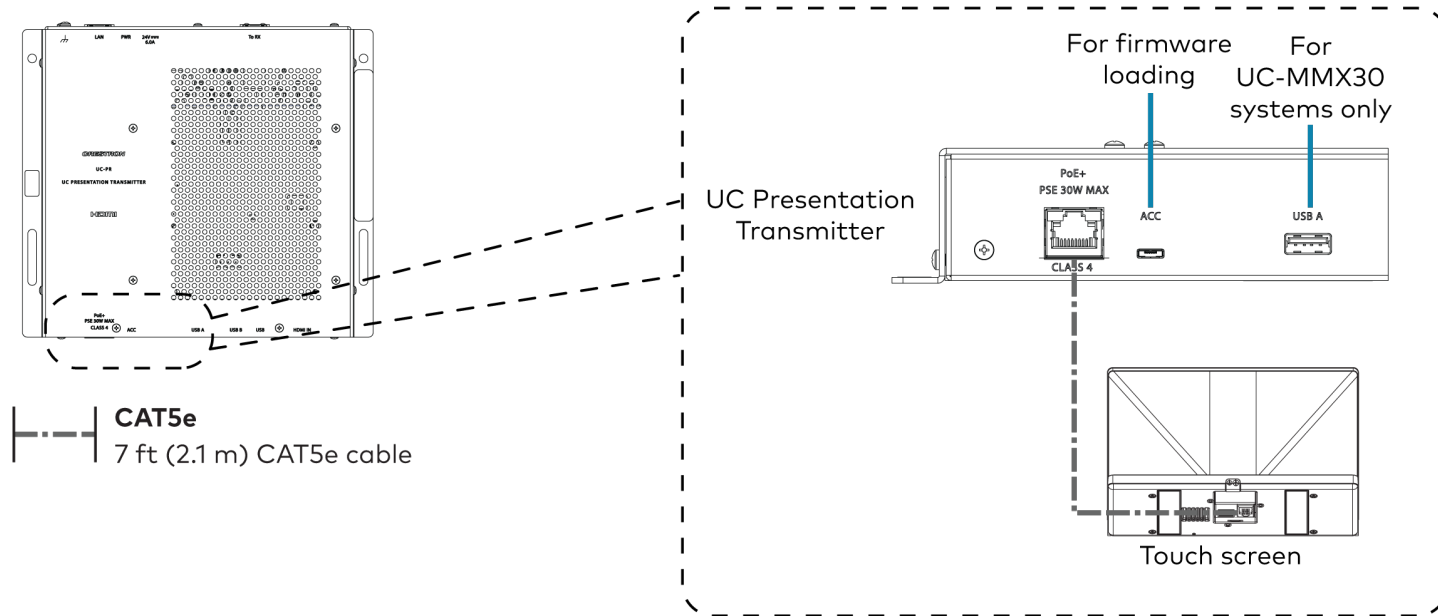 LAN PWR 24V⎓ To RX
6.0A
CRESTRON
UC-PR
UC PRESENTATION TRANSMITTER
HDMI
PoE+
PSE 30W MAX
CLASS 4 ACC USB A USB B USB HDMI IN
CAT5e
7 ft (2.1 m) CAT5e cable
UC Presentation
Transmitter
For firmware
loading
For
UC-MMX30
systems only
PoE+
PSE 30W MAX
CLASS 4
ACC
USB A
Touch screen